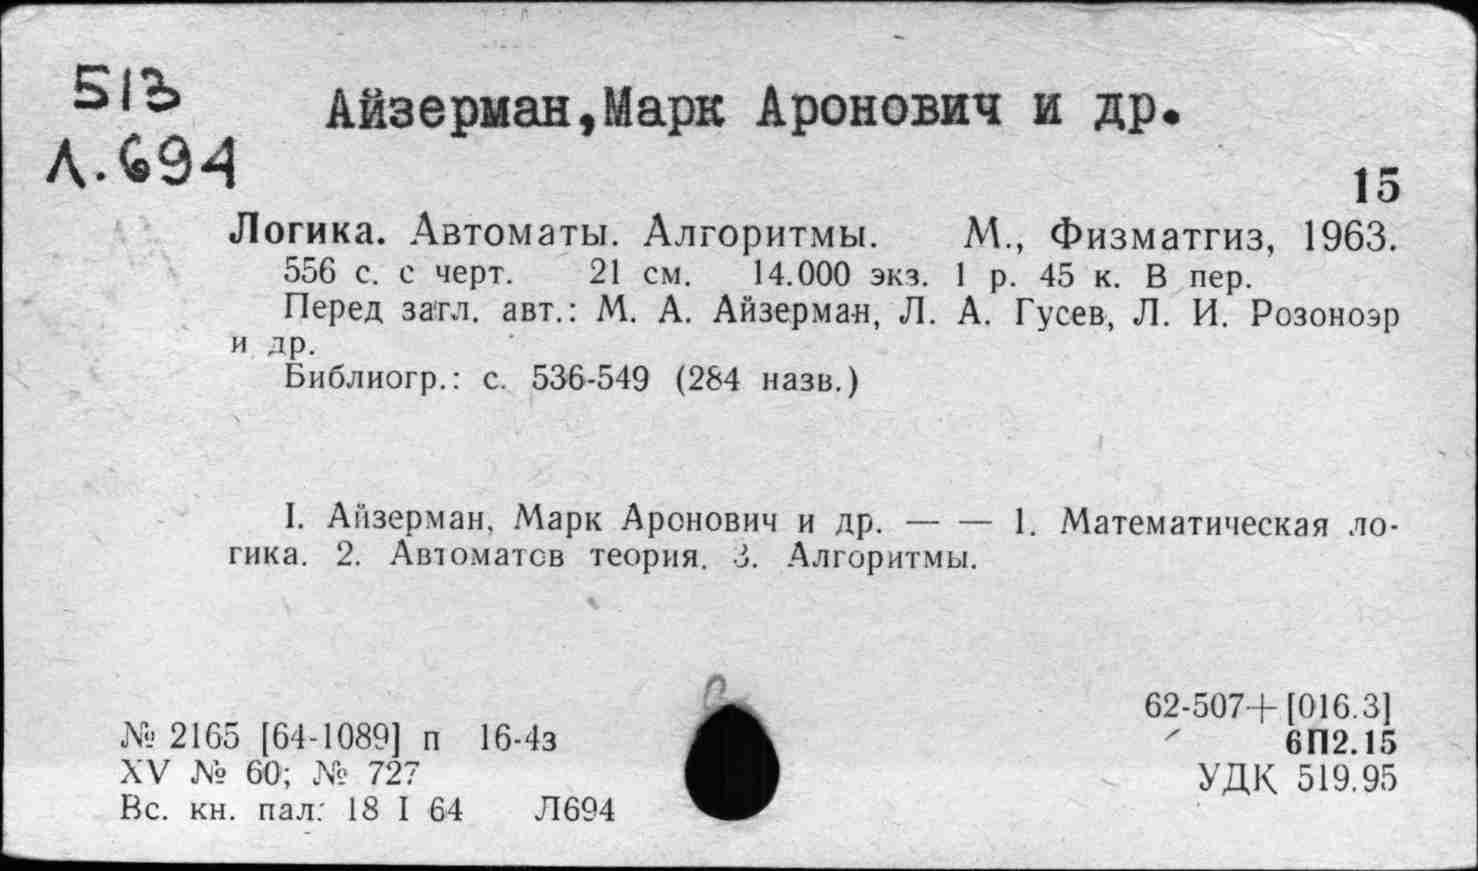 513
Л.694
Айзерман,Марк Аронович и др.
15
Логика. Автоматы. Алгоритмы. М., Физматгиз, 1963.
556 с. с черт. 21 см. 14.000 экз. 1 р. 45 к. В пер.
Перед загл. авт.: М. А. Айзерман, Л. А. Гусев, Л. И. Розоноэр
и др.
Библиогр.: с. 536-549 (284 назв.)
I. Айзерман, Марк Аронович и др. — — 1. Математическая ло-
гика. 2. Автоматов теория. 3. Алгоритмы.
62-507+[016.3]
№ 2165 [64-1089] п 16-4з
6П2.15
XV № 60; № 727
УДК 519.95
Вс. кн. пал: 18 I 64 Л694